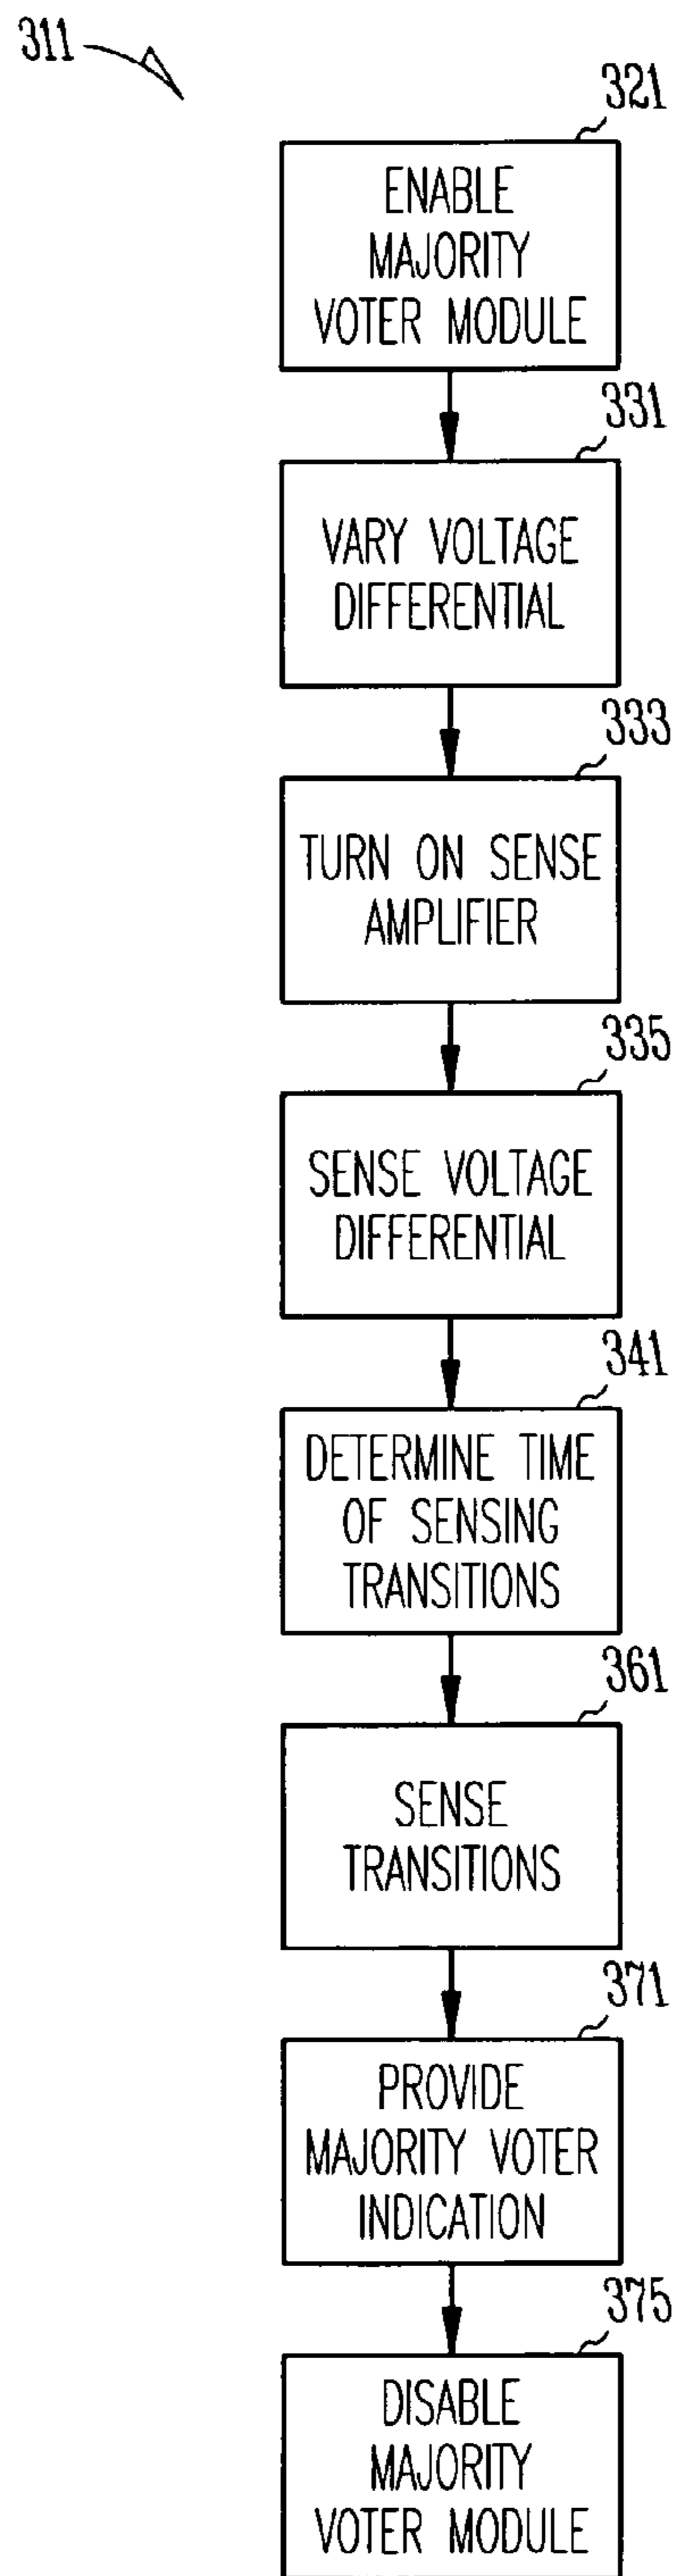 311
321
ENABLE
MAJORITY
VOTER MODULE
331
VARY VOLTAGE
DIFFERENTIAL
333
TURN ON SENSE
AMPLIFIER
335
SENSE VOLTAGE
DIFFERENTIAL
341
DETERMINE TIME
OF SENSING
TRANSITIONS
361
SENSE
TRANSITIONS
371
PROVIDE
MAJORITY VOTER
INDICATION
375
DISABLE
MAJORITY
VOTER MODULE